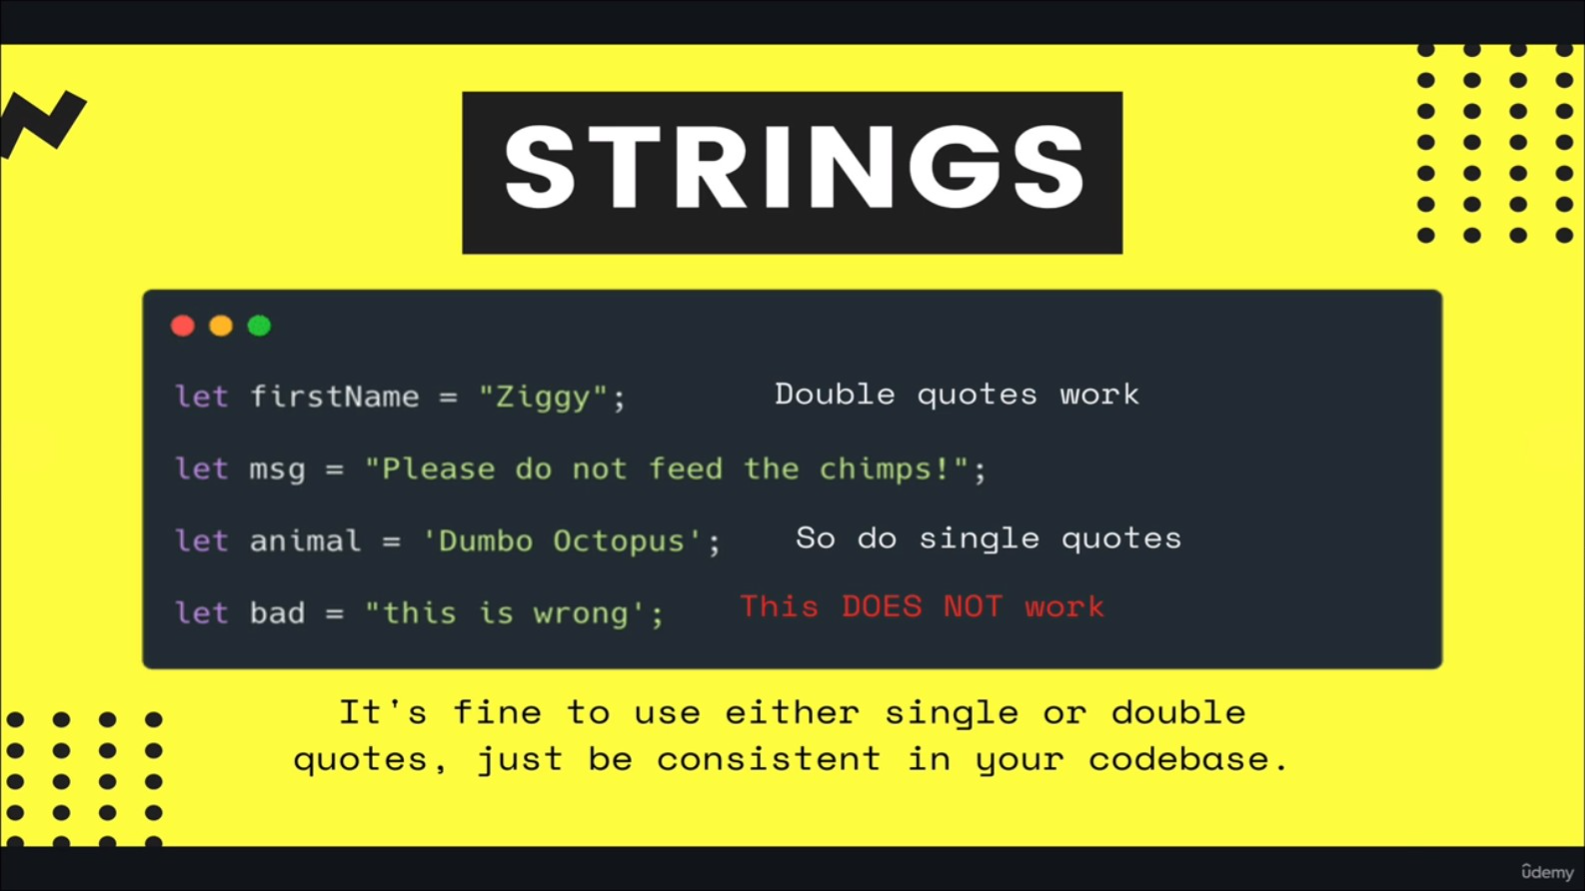 STRINGS
let firstName = "Ziggy"; Double quotes work
let msg = "Please do not feed the chimps!";
let animal = 'Dumbo Octopus'; So do single quotes
let bad = "this is wrong'; This DOES NOT work
It's fine to use either single or double
quotes, just be consistent in your codebase.
ûdemy